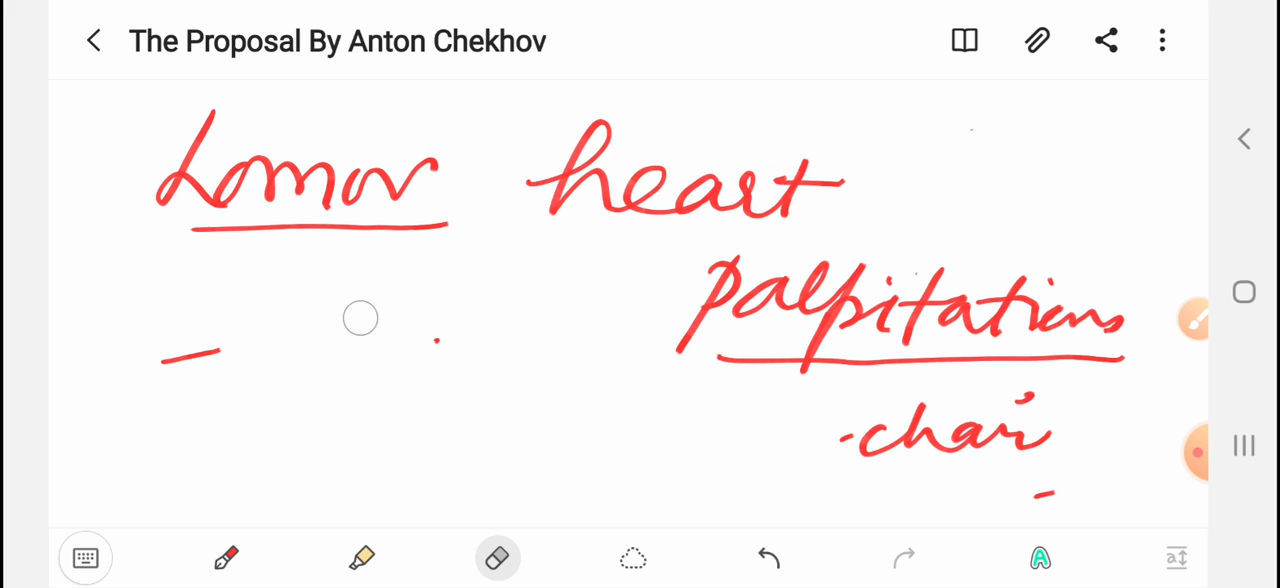 The Proposal By Anton Chekhov
Lomov heart
palpitations
chair